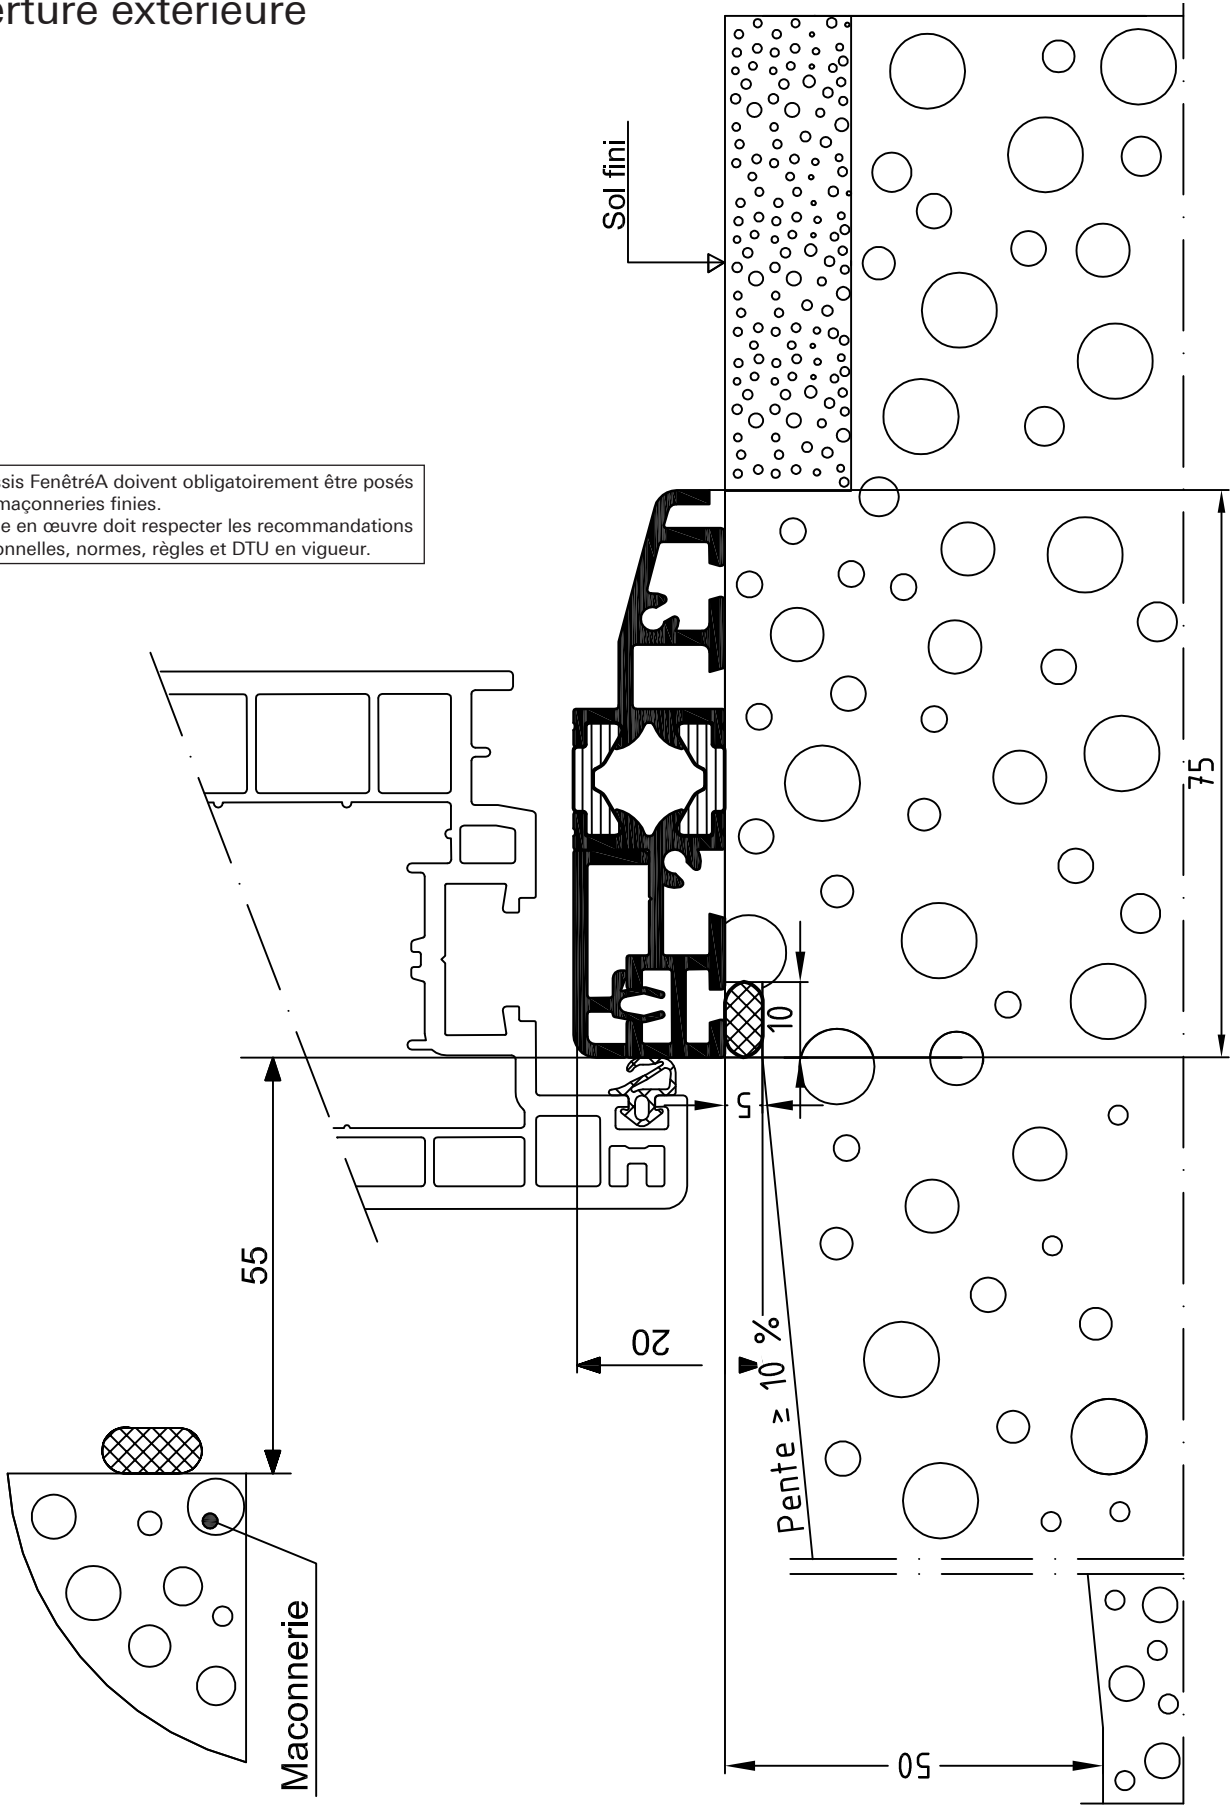 erture extérieure
Sol fini
sis FenêtréA doivent obligatoirement être posés
maçonneries finies.
e en œuvre doit respecter les recommandations
onnelles, normes, règles et DTU en vigueur.
75
10
5
55
20
Pente ≥ 10 %
Maconnerie
50